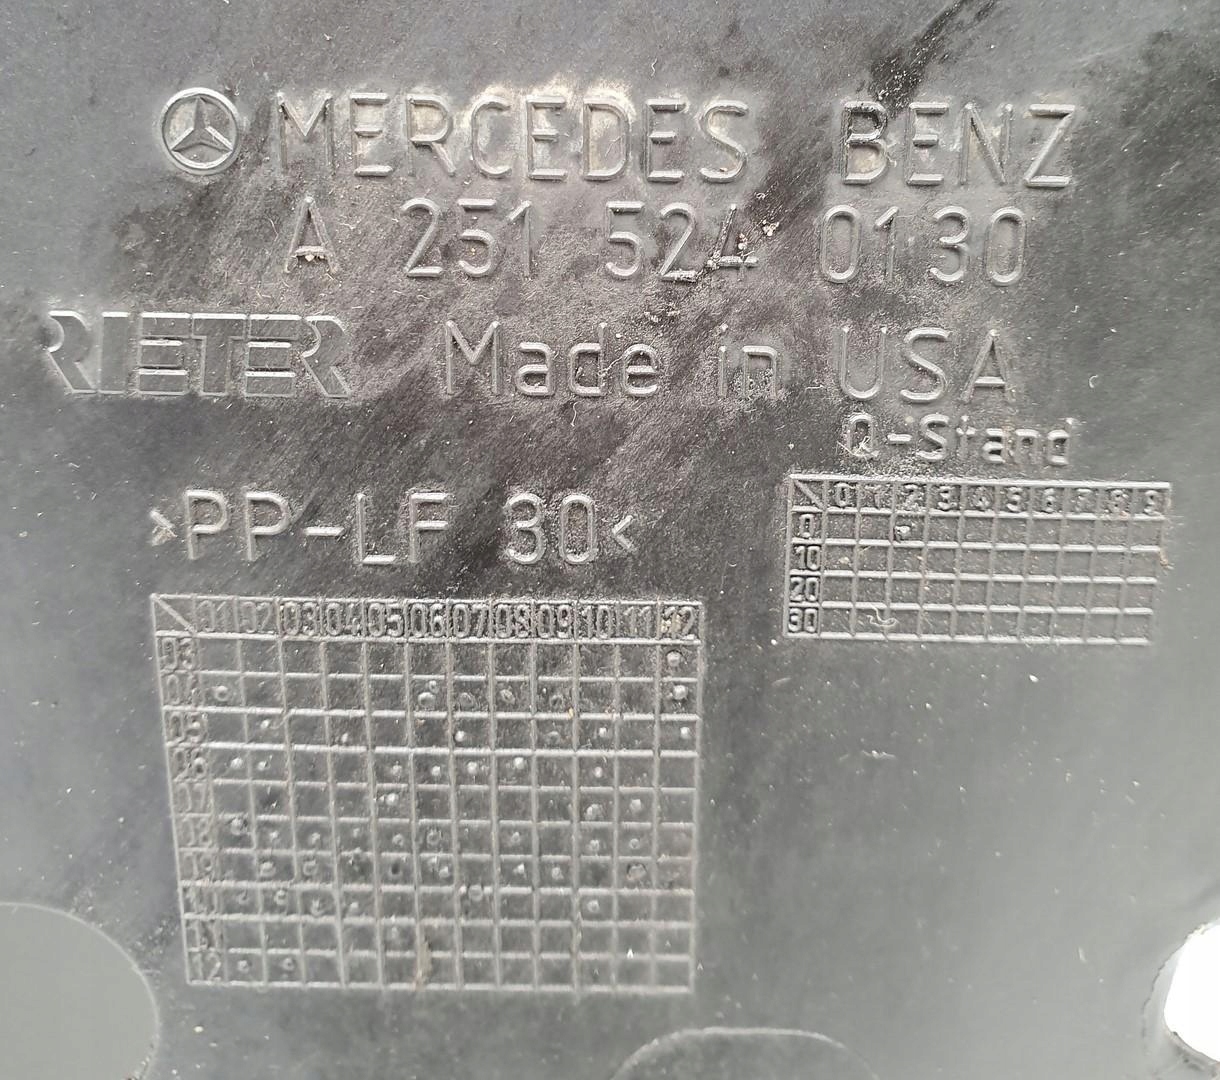 MERCEDES BENZ
A 251 524 0130
RIETER Made in USA
Q-Stand
>PP-LF 30<
0 1 2 3 4 5 6 7 8 9
0
10
20
30
01 02 03 04 05 06 07 08 09 10 11 12
03
04
05
06
07
08
09
10
11
12